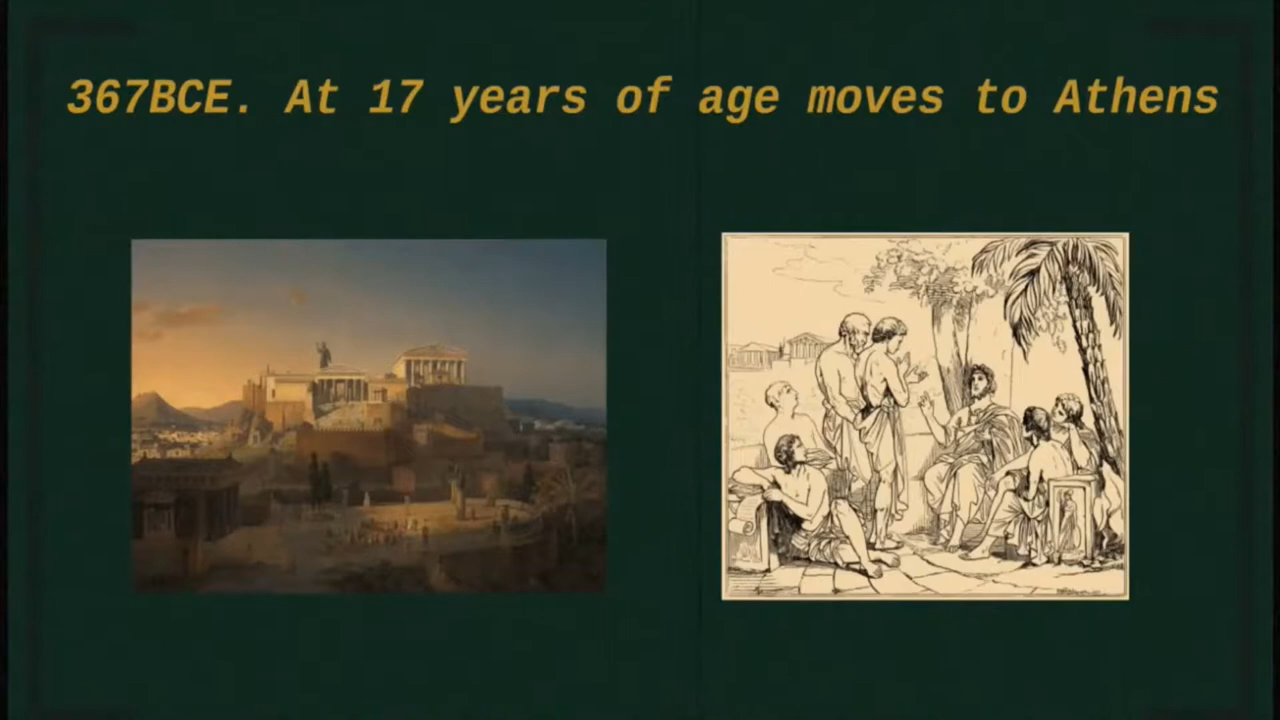 367BCE. At 17 years of age moves to Athens